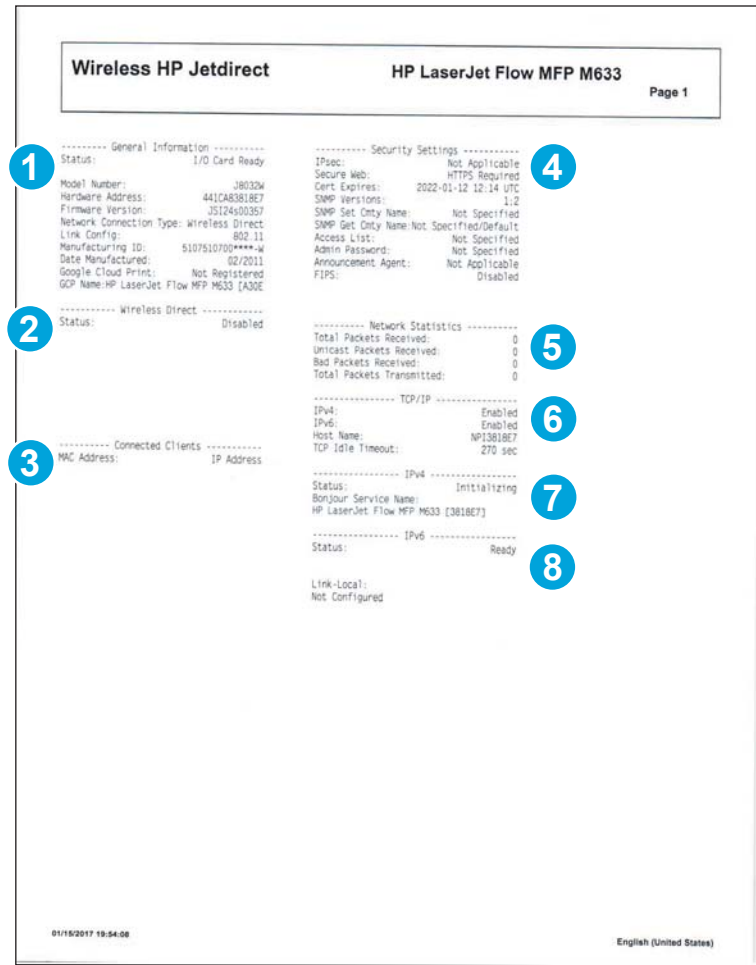 Wireless HP Jetdirect
HP LaserJet Flow MFP M633
Page 1
1
--------- General Information ----------
Status: I/O Card Ready
Model Number: J8032W
Hardware Address: 441CA83818E7
Firmware Version: JSI24s00357
Network Connection Type: Wireless Direct
Link Config: 802.11
Manufacturing ID: 5107510700****-W
Date Manufactured: 02/2011
Google Cloud Print: Not Registered
GCP Name:HP LaserJet Flow MFP M633 [A30E
2
---------- Wireless Direct -----------
Status: Disabled
3
--------- Connected Clients ----------
MAC Address: IP Address
4
---------- Security Settings -----------
IPsec: Not Applicable
Secure Web: HTTPS Required
Cert Expires: 2022-01-12 12:14 UTC
SNMP Versions: 1;2
SNMP Set Cmty Name: Not Specified
SNMP Get Cmty Name:Not Specified/Default
Access List: Not Specified
Admin Password: Not Specified
Announcement Agent: Not Applicable
FIPS: Disabled
5
---------- Network Statistics ----------
Total Packets Received: 0
Unicast Packets Received: 0
Bad Packets Received: 0
Total Packets Transmitted: 0
6
---------------- TCP/IP ----------------
IPv4: Enabled
IPv6: Enabled
Host Name: NPI3818E7
TCP Idle Timeout: 270 sec
7
----------------- IPv4 -----------------
Status: Initializing
Bonjour Service Name:
HP LaserJet Flow MFP M633 [3818E7]
8
----------------- IPv6 -----------------
Status: Ready
Link-Local:
Not Configured
01/15/2017 19:54:08
English (United States)